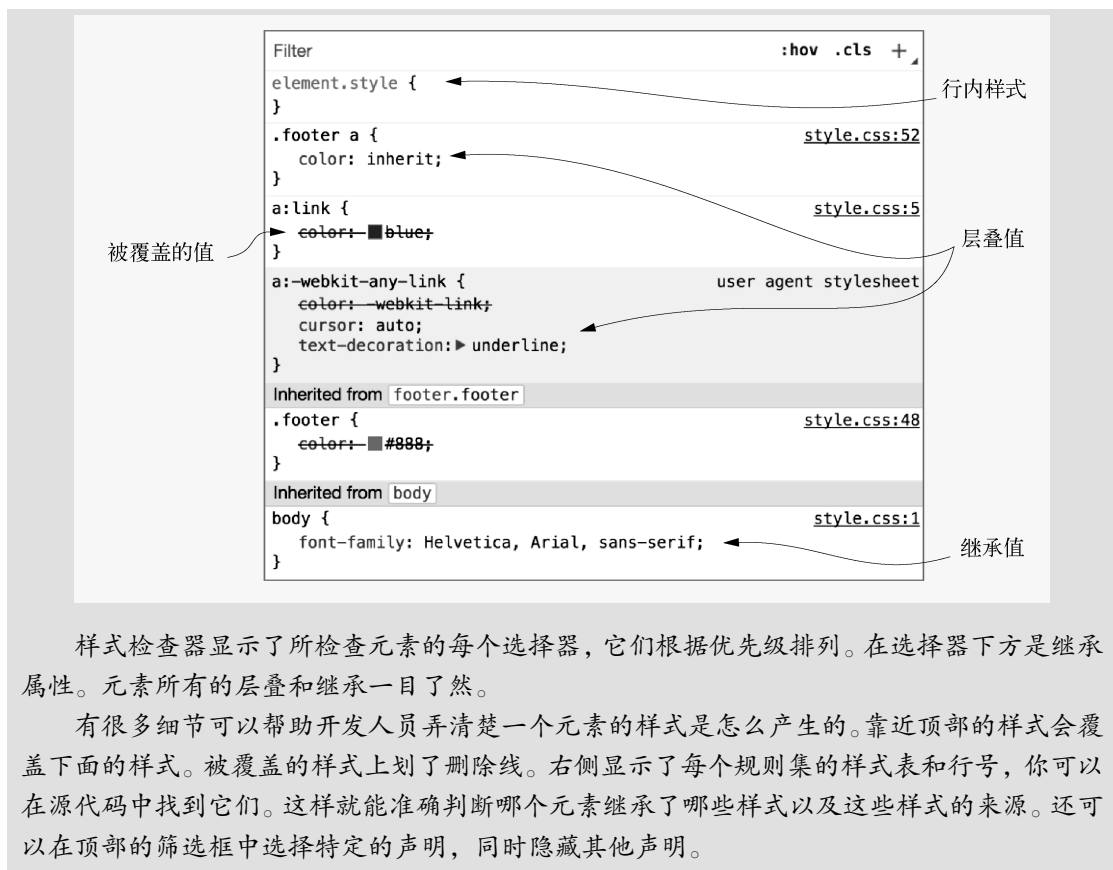 Filter :hov .cls +
element.style {
行内样式
}
.footer a { style.css:52
color: inherit;
}
a:link { style.css:5
被覆盖的值 color: blue; 层叠值
}
a:-webkit-any-link { user agent stylesheet
color: -webkit-link;
cursor: auto;
text-decoration:▶ underline;
}
Inherited from footer.footer
.footer { style.css:48
color: #888;
}
Inherited from body
body { style.css:1
font-family: Helvetica, Arial, sans-serif; 继承值
}
样式检查器显示了所检查元素的每个选择器，它们根据优先级排列。在选择器下方是继承
属性。元素所有的层叠和继承一目了然。
有很多细节可以帮助开发人员弄清楚一个元素的样式是怎么产生的。靠近顶部的样式会覆
盖下面的样式。被覆盖的样式上划了删除线。右侧显示了每个规则集的样式表和行号，你可以
在源代码中找到它们。这样就能准确判断哪个元素继承了哪些样式以及这些样式的来源。还可
以在顶部的筛选框中选择特定的声明，同时隐藏其他声明。